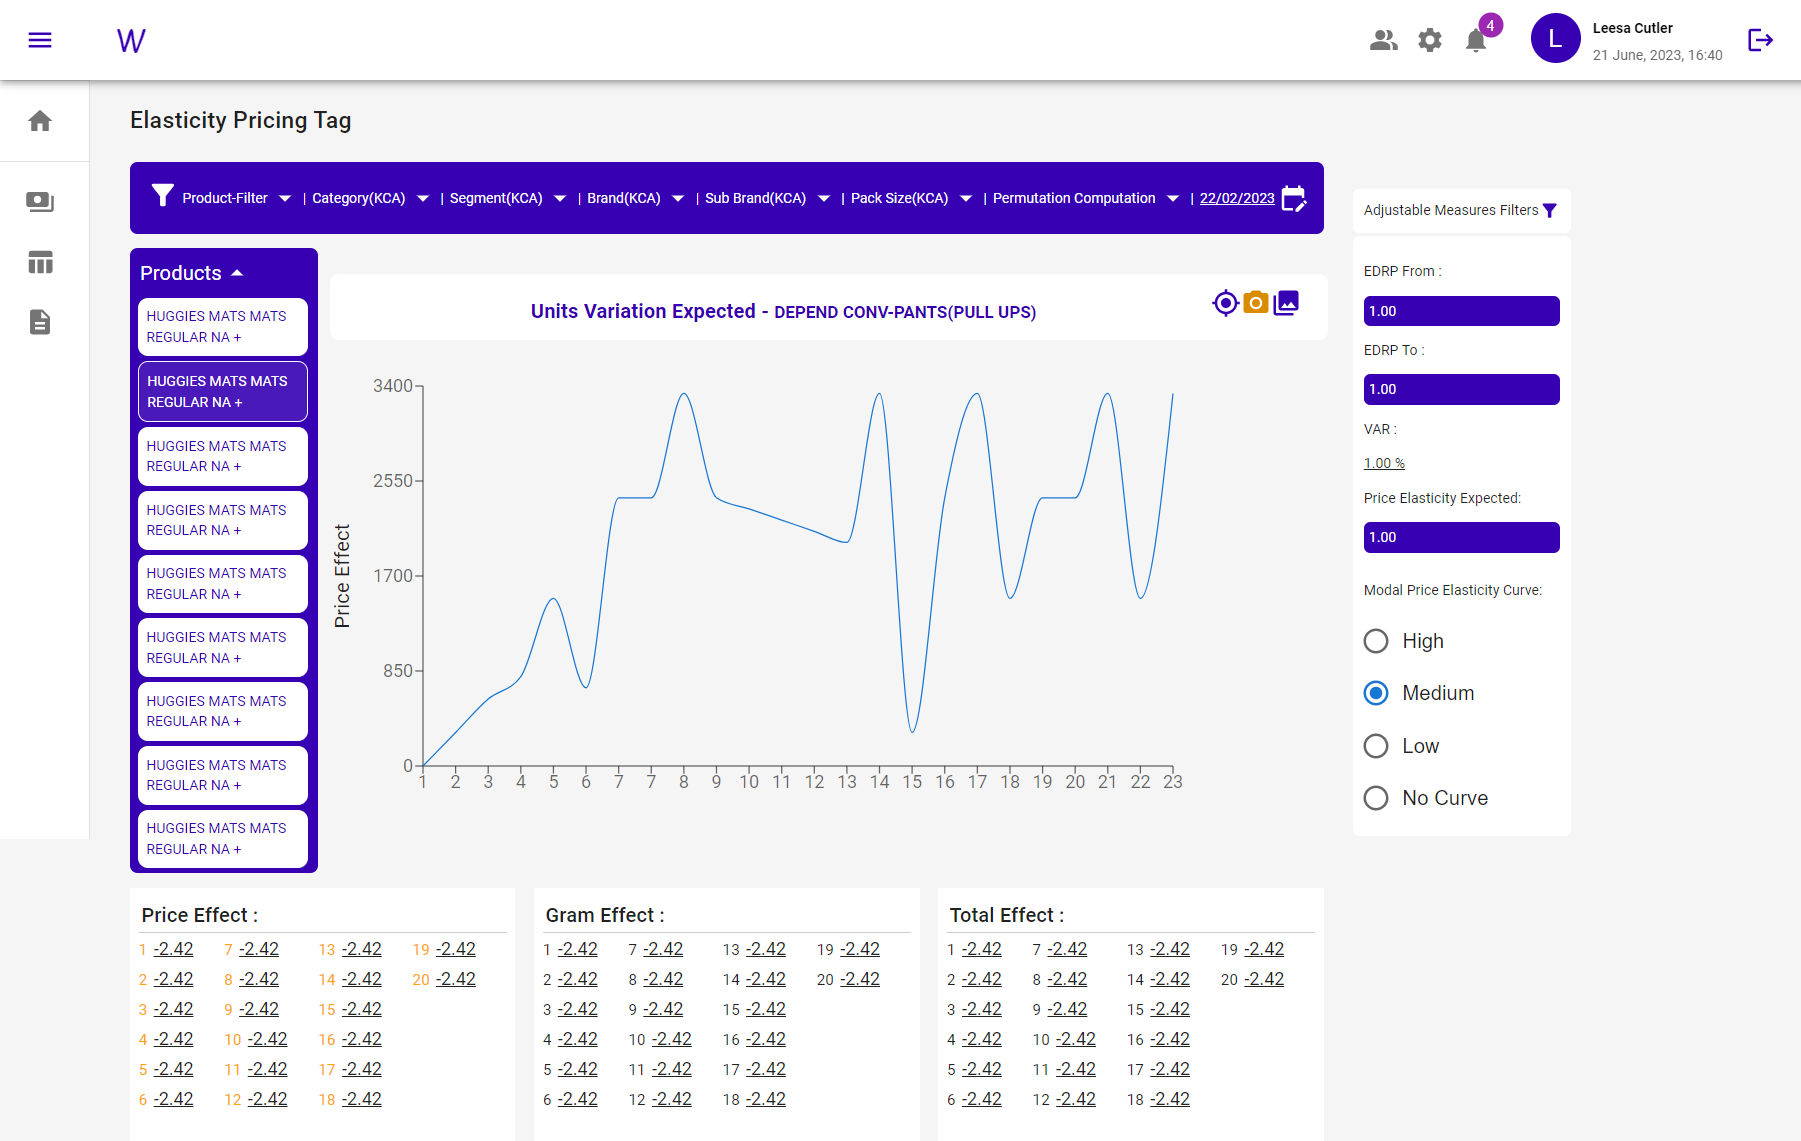 W
4
L
Leesa Cutler
21 June, 2023, 16:40
Elasticity Pricing Tag
Product-Filter | Category(KCA) | Segment(KCA) | Brand(KCA) | Sub Brand(KCA) | Pack Size(KCA) | Permutation Computation | 22/02/2023
Products
HUGGIES MATS MATS
REGULAR NA +
HUGGIES MATS MATS
REGULAR NA +
HUGGIES MATS MATS
REGULAR NA +
HUGGIES MATS MATS
REGULAR NA +
HUGGIES MATS MATS
REGULAR NA +
HUGGIES MATS MATS
REGULAR NA +
HUGGIES MATS MATS
REGULAR NA +
HUGGIES MATS MATS
REGULAR NA +
HUGGIES MATS MATS
REGULAR NA +
Units Variation Expected - DEPEND CONV-PANTS(PULL UPS)
Price Effect
3400
2550
1700
850
0
1 2 3 4 5 6 7 7 8 9 10 11 12 13 14 15 16 17 18 19 20 21 22 23
Adjustable Measures Filters
EDRP From :
1.00
EDRP To :
1.00
VAR :
1.00 %
Price Elasticity Expected:
1.00
Modal Price Elasticity Curve:
High
Medium
Low
No Curve
Price Effect :
1 -2.42 7 -2.42 13 -2.42 19 -2.42
2 -2.42 8 -2.42 14 -2.42 20 -2.42
3 -2.42 9 -2.42 15 -2.42
4 -2.42 10 -2.42 16 -2.42
5 -2.42 11 -2.42 17 -2.42
6 -2.42 12 -2.42 18 -2.42
Gram Effect :
1 -2.42 7 -2.42 13 -2.42 19 -2.42
2 -2.42 8 -2.42 14 -2.42 20 -2.42
3 -2.42 9 -2.42 15 -2.42
4 -2.42 10 -2.42 16 -2.42
5 -2.42 11 -2.42 17 -2.42
6 -2.42 12 -2.42 18 -2.42
Total Effect :
1 -2.42 7 -2.42 13 -2.42 19 -2.42
2 -2.42 8 -2.42 14 -2.42 20 -2.42
3 -2.42 9 -2.42 15 -2.42
4 -2.42 10 -2.42 16 -2.42
5 -2.42 11 -2.42 17 -2.42
6 -2.42 12 -2.42 18 -2.42